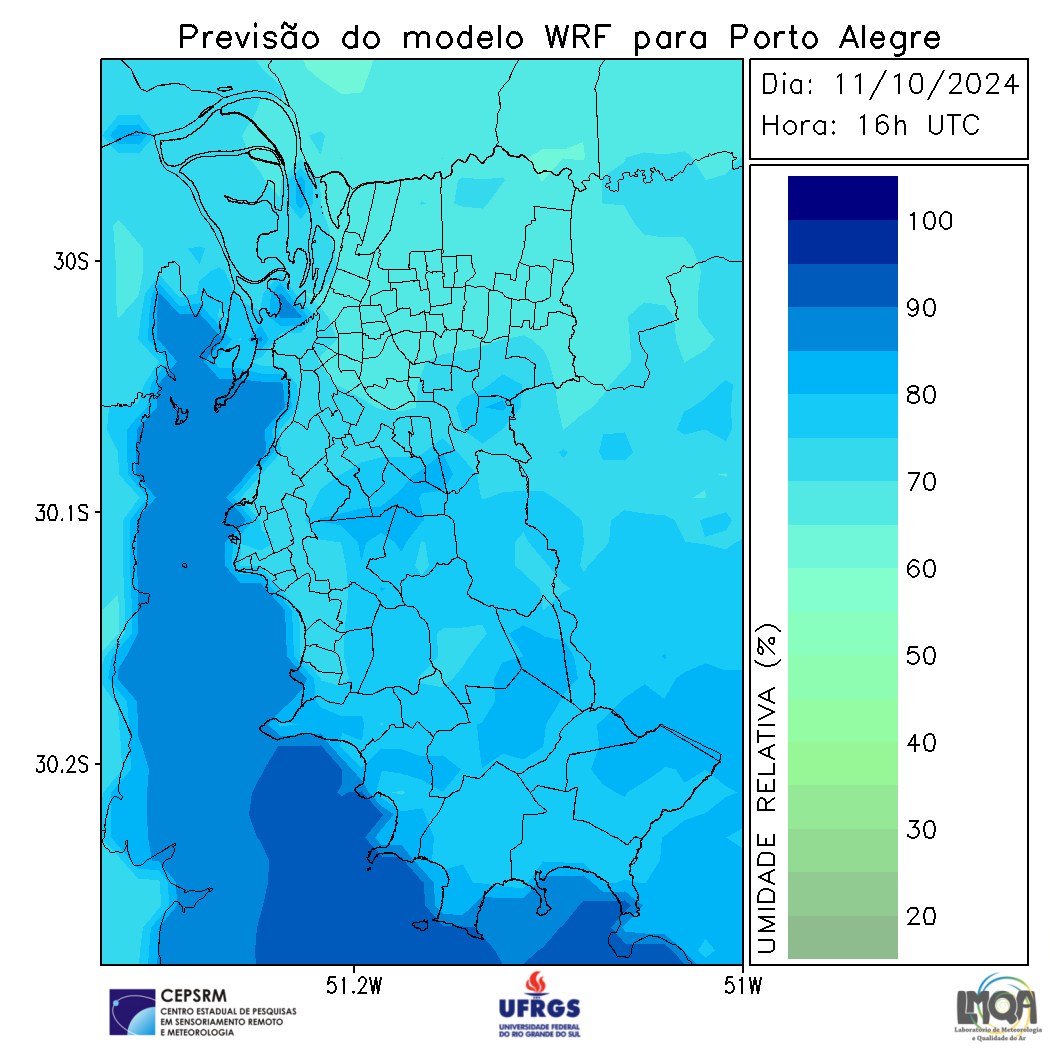 Previsão do modelo WRF para Porto Alegre
Dia: 11/10/2024
Hora: 16h UTC
30S
30.1S
30.2S
51.2W
51W
100
90
80
70
60
50
40
30
20
UMIDADE RELATIVA (%)
CEPSRM
CENTRO ESTADUAL DE PESQUISAS
EM SENSORIAMENTO REMOTO
E METEOROLOGIA
UFRGS
UNIVERSIDADE FEDERAL
DO RIO GRANDE DO SUL
LMQA
Laboratório de Meteorologia
e Qualidade do Ar